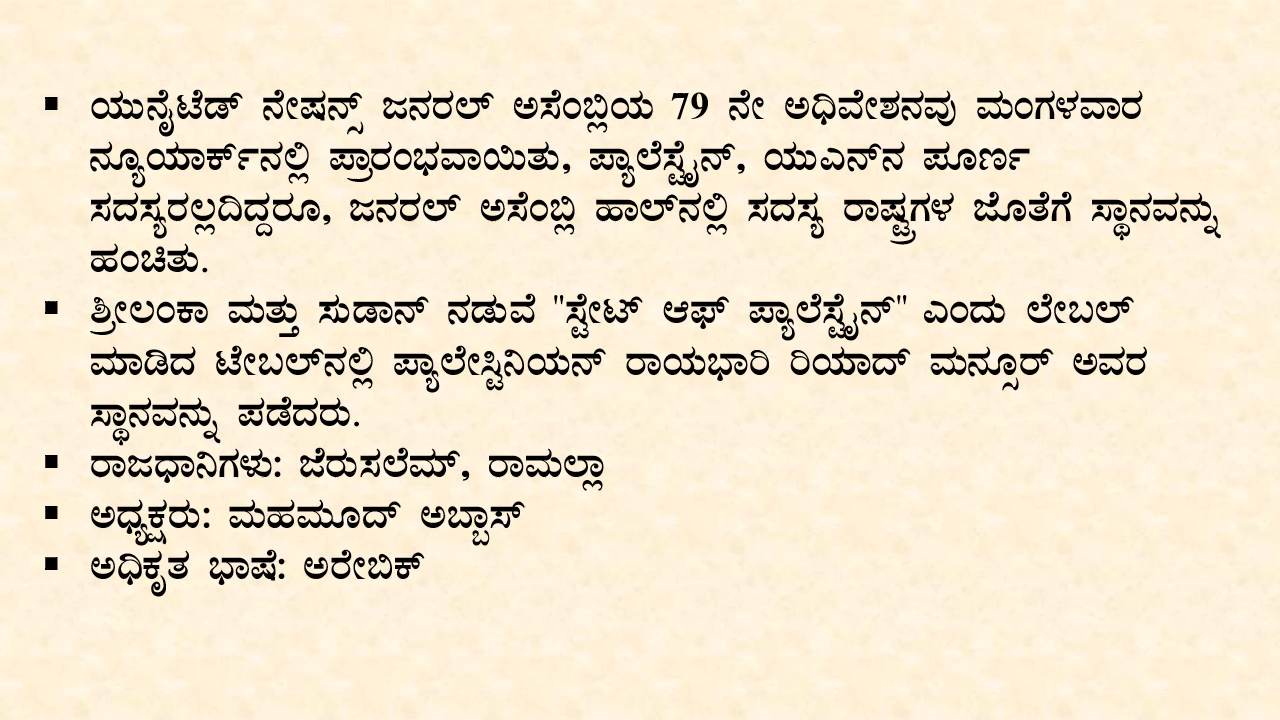 ▪ ಯುನೈಟೆಡ್ ನೇಷನ್ಸ್ ಜನರಲ್ ಅಸೆಂಬ್ಲಿಯ 79 ನೇ ಅಧಿವೇಶನವು ಮಂಗಳವಾರ
ನ್ಯೂಯಾರ್ಕ್‌ನಲ್ಲಿ ಪ್ರಾರಂಭವಾಯಿತು, ಪ್ಯಾಲೆಸ್ಟೈನ್, ಯುಎನ್‌ನ ಪೂರ್ಣ
ಸದಸ್ಯರಲ್ಲದಿದ್ದರೂ, ಜನರಲ್ ಅಸೆಂಬ್ಲಿ ಹಾಲ್‌ನಲ್ಲಿ ಸದಸ್ಯ ರಾಷ್ಟ್ರಗಳ ಜೊತೆಗೆ ಸ್ಥಾನವನ್ನು
ಹಂಚಿತು.
▪ ಶ್ರೀಲಂಕಾ ಮತ್ತು ಸುಡಾನ್ ನಡುವೆ "ಸ್ಟೇಟ್ ಆಫ್ ಪ್ಯಾಲೆಸ್ಟೈನ್" ಎಂದು ಲೇಬಲ್
ಮಾಡಿದ ಟೇಬಲ್‌ನಲ್ಲಿ ಪ್ಯಾಲೇಸ್ಟಿನಿಯನ್ ರಾಯಭಾರಿ ರಿಯಾದ್ ಮನ್ಸೂರ್ ಅವರ
ಸ್ಥಾನವನ್ನು ಪಡೆದರು.
▪ ರಾಜಧಾನಿಗಳು: ಜೆರುಸಲೆಮ್, ರಾಮಲ್ಲಾ
▪ ಅಧ್ಯಕ್ಷರು: ಮಹಮೂದ್ ಅಬ್ಬಾಸ್
▪ ಅಧಿಕೃತ ಭಾಷೆ: ಅರೇಬಿಕ್